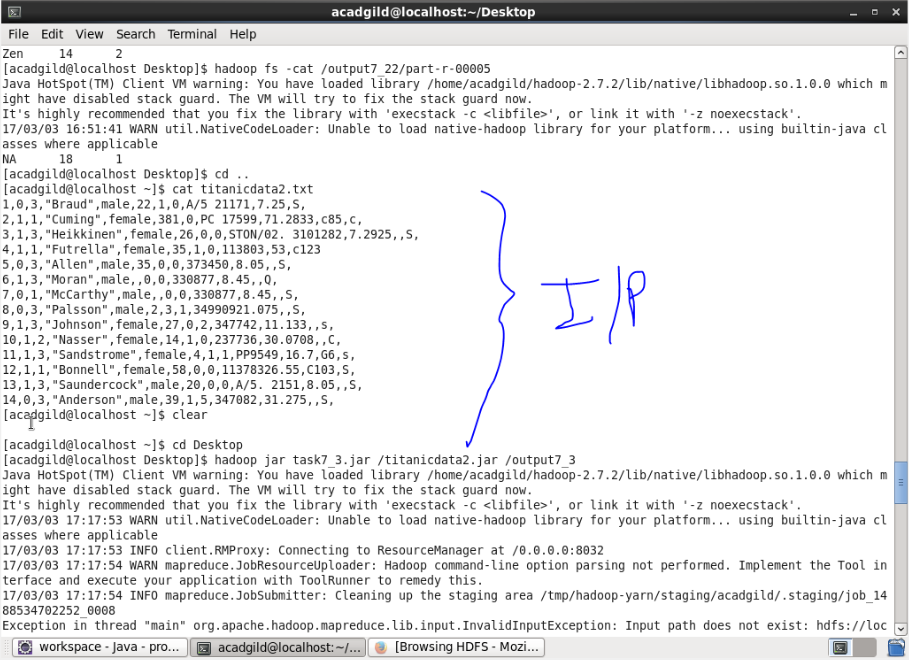 acadgild@localhost:~/Desktop
File Edit View Search Terminal Help
Zen 14 2
[acadgild@localhost Desktop]$ hadoop fs -cat /output7_22/part-r-00005
Java HotSpot(TM) Client VM warning: You have loaded library /home/acadgild/hadoop-2.7.2/lib/native/libhadoop.so.1.0.0 which m
ight have disabled stack guard. The VM will try to fix the stack guard now.
It's highly recommended that you fix the library with 'execstack -c <libfile>', or link it with '-z noexecstack'.
17/03/03 16:51:41 WARN util.NativeCodeLoader: Unable to load native-hadoop library for your platform... using builtin-java cl
asses where applicable
NA 18 1
[acadgild@localhost Desktop]$ cd ..
[acadgild@localhost ~]$ cat titanicdata2.txt
1,0,3,"Braud",male,22,1,0,A/5 21171,7.25,S,
2,1,1,"Cuming",female,381,0,PC 17599,71.2833,c85,c,
3,1,3,"Heikkinen",female,26,0,0,STON/02. 3101282,7.2925,,S,
4,1,1,"Futrella",female,35,1,0,113803,53,c123
5,0,3,"Allen",male,35,0,0,373450,8.05,,S,
6,1,3,"Moran",male,,0,0,330877,8.45,,Q,
7,0,1,"McCarthy",male,,0,0,330877,8.45,,S,
8,0,3,"Palsson",male,2,3,1,34990921.075,,S,
9,1,3,"Johnson",female,27,0,2,347742,11.133,,s,
10,1,2,"Nasser",female,14,1,0,237736,30.0708,,C,
11,1,3,"Sandstrome",female,4,1,1,PP9549,16.7,G6,s,
12,1,1,"Bonnell",female,58,0,0,11378326.55,C103,S,
13,1,3,"Saundercock",male,20,0,0,A/5. 2151,8.05,,S,
14,0,3,"Anderson",male,39,1,5,347082,31.275,,S,
I/P
[acadgild@localhost ~]$ clear
[acadgild@localhost ~]$ cd Desktop
[acadgild@localhost Desktop]$ hadoop jar task7_3.jar /titanicdata2.jar /output7_3
Java HotSpot(TM) Client VM warning: You have loaded library /home/acadgild/hadoop-2.7.2/lib/native/libhadoop.so.1.0.0 which m
ight have disabled stack guard. The VM will try to fix the stack guard now.
It's highly recommended that you fix the library with 'execstack -c <libfile>', or link it with '-z noexecstack'.
17/03/03 17:17:53 WARN util.NativeCodeLoader: Unable to load native-hadoop library for your platform... using builtin-java cl
asses where applicable
17/03/03 17:17:53 INFO client.RMProxy: Connecting to ResourceManager at /0.0.0.0:8032
17/03/03 17:17:54 WARN mapreduce.JobResourceUploader: Hadoop command-line option parsing not performed. Implement the Tool in
terface and execute your application with ToolRunner to remedy this.
17/03/03 17:17:54 INFO mapreduce.JobSubmitter: Cleaning up the staging area /tmp/hadoop-yarn/staging/acadgild/.staging/job_14
88534702252_0008
Exception in thread "main" org.apache.hadoop.mapreduce.lib.input.InvalidInputException: Input path does not exist: hdfs://loc
workspace - Java - pro... acadgild@localhost:~/... [Browsing HDFS - Mozi...